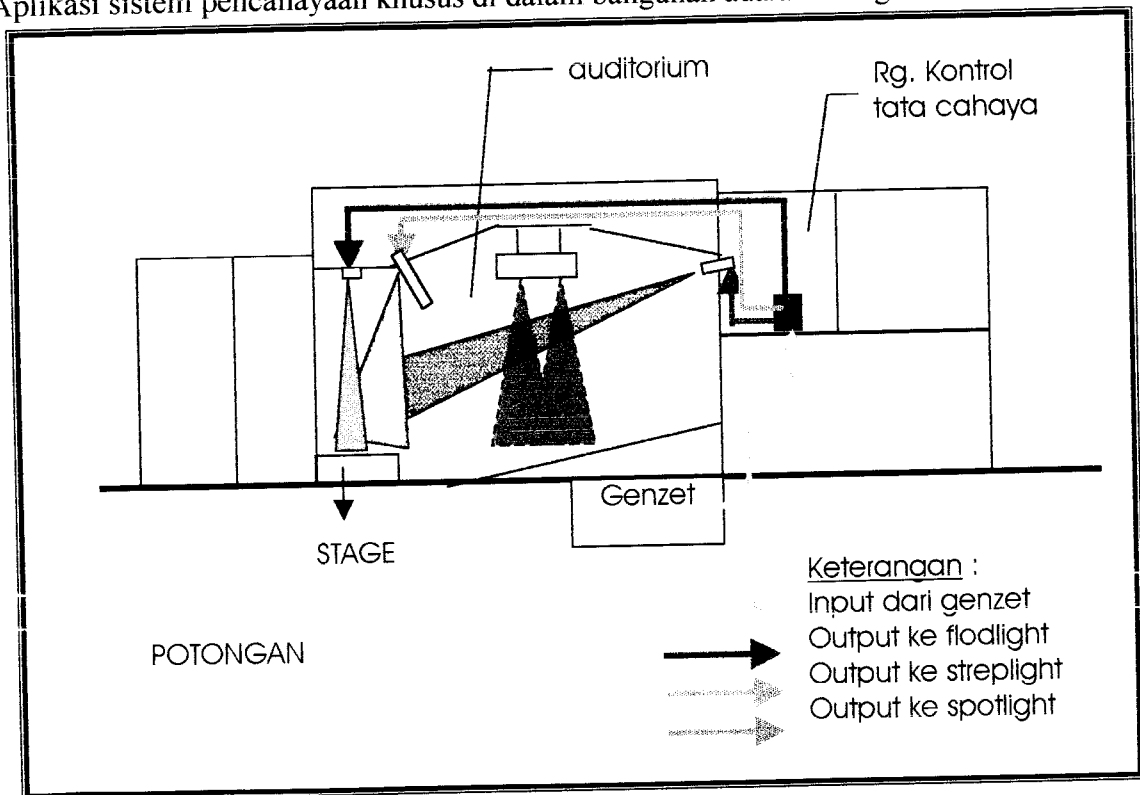 Aplikasi sistem pencahayaan khusus di dalam bangunan
auditorium
Rg. Kontrol
tata cahaya
Genzet
STAGE
Keterangan :
Input dari genzet
Output ke flodlight
Output ke streplight
Output ke spotlight
POTONGAN